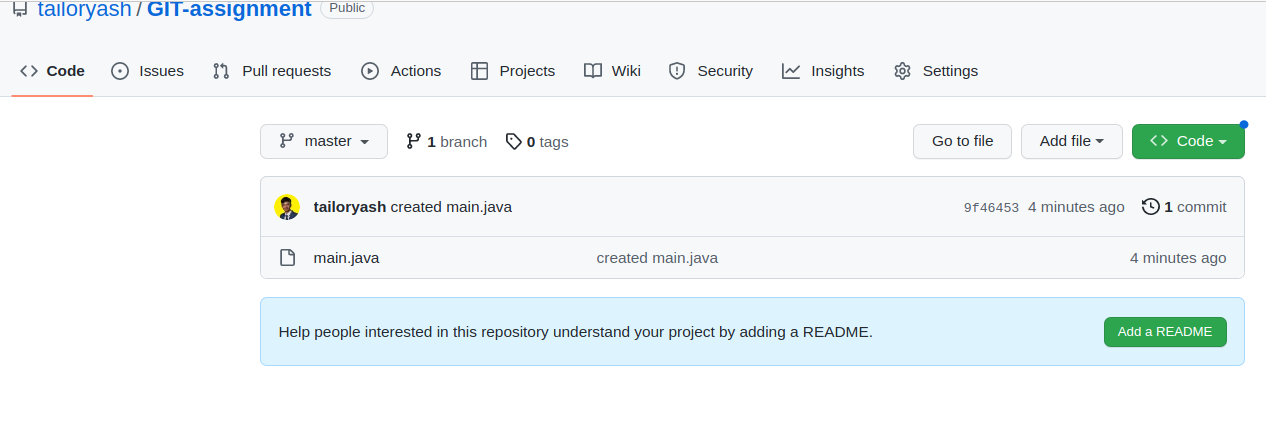 tailoryash / GIT-assignment Public
Code Issues Pull requests Actions Projects Wiki Security Insights Settings
master 1 branch 0 tags Go to file Add file Code
tailoryash created main.java 9f46453 4 minutes ago 1 commit
main.java created main.java 4 minutes ago
Help people interested in this repository understand your project by adding a README. Add a README